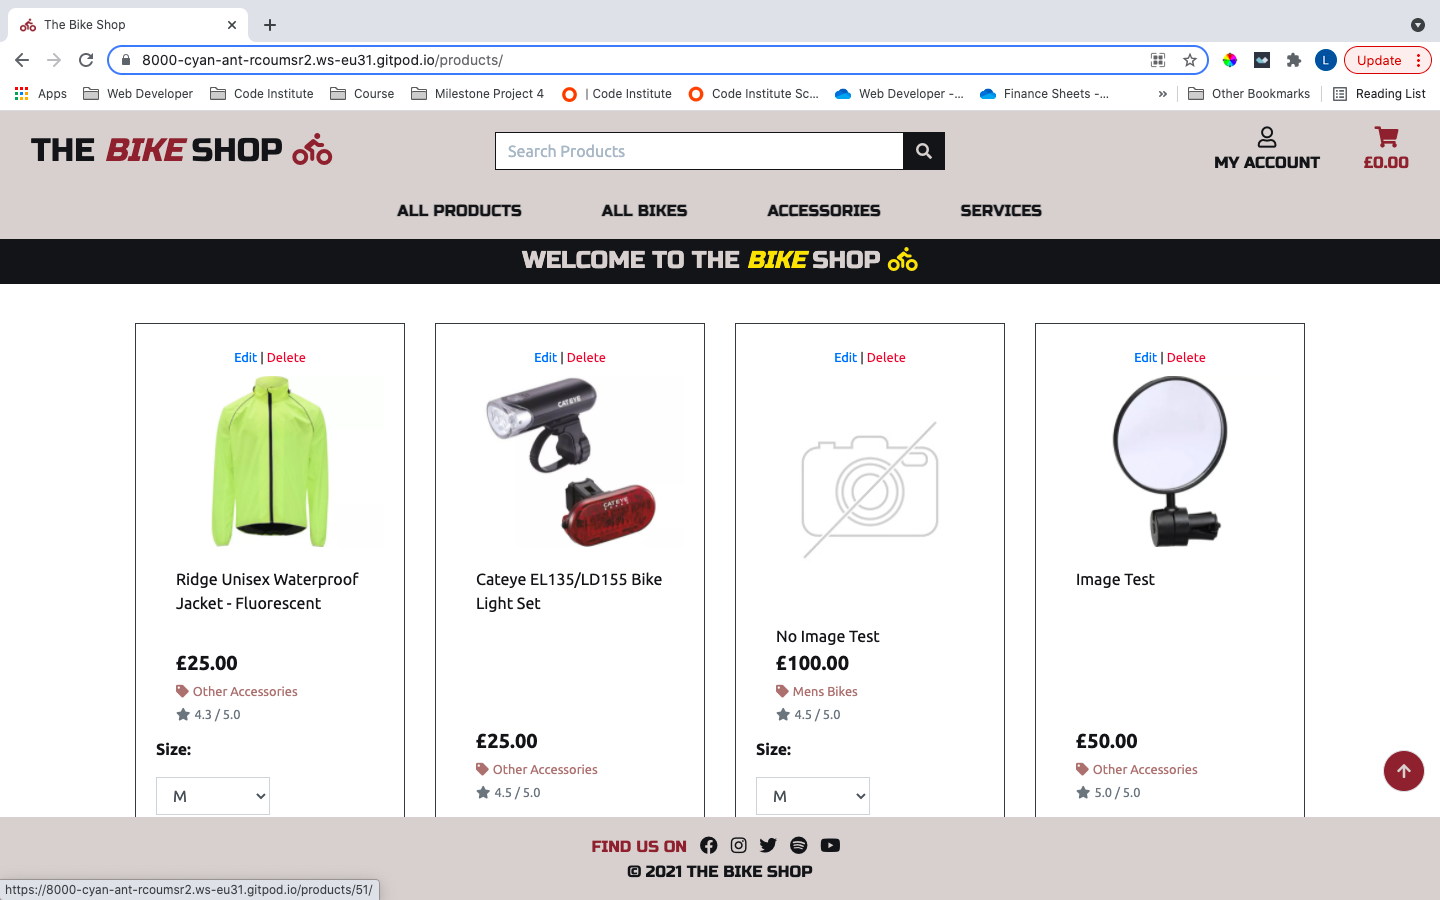 The Bike Shop
8000-cyan-ant-rcoumsr2.ws-eu31.gitpod.io/products/
L
Update
Apps
Web Developer
Code Institute
Course
Milestone Project 4
| Code Institute
Code Institute Sc...
Web Developer -...
Finance Sheets -...
»
Other Bookmarks
Reading List
THE BIKE SHOP
Search Products
MY ACCOUNT
£0.00
ALL PRODUCTS
ALL BIKES
ACCESSORIES
SERVICES
WELCOME TO THE BIKE SHOP
Edit | Delete
Edit | Delete
Edit | Delete
Edit | Delete
CATEYE
CATEYE
Ridge Unisex Waterproof
Jacket - Fluorescent
£25.00
Other Accessories
4.3 / 5.0
Size:
M
Cateye EL135/LD155 Bike
Light Set
£25.00
Other Accessories
4.5 / 5.0
No Image Test
£100.00
Mens Bikes
4.5 / 5.0
Size:
M
Image Test
£50.00
Other Accessories
5.0 / 5.0
FIND US ON
© 2021 THE BIKE SHOP
https://8000-cyan-ant-rcoumsr2.ws-eu31.gitpod.io/products/51/